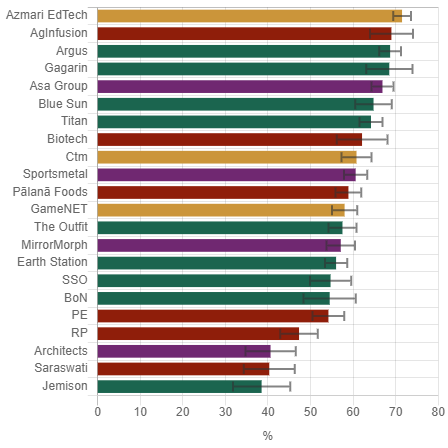 Azmari EdTech
AgInfusion
Argus
Gagarin
Asa Group
Blue Sun
Titan
Biotech
Ctm
Sportsmetal
Pālanā Foods
GameNET
The Outfit
MirrorMorph
Earth Station
SSO
BoN
PE
RP
Architects
Saraswati
Jemison
0 10 20 30 40 50 60 70 80
%